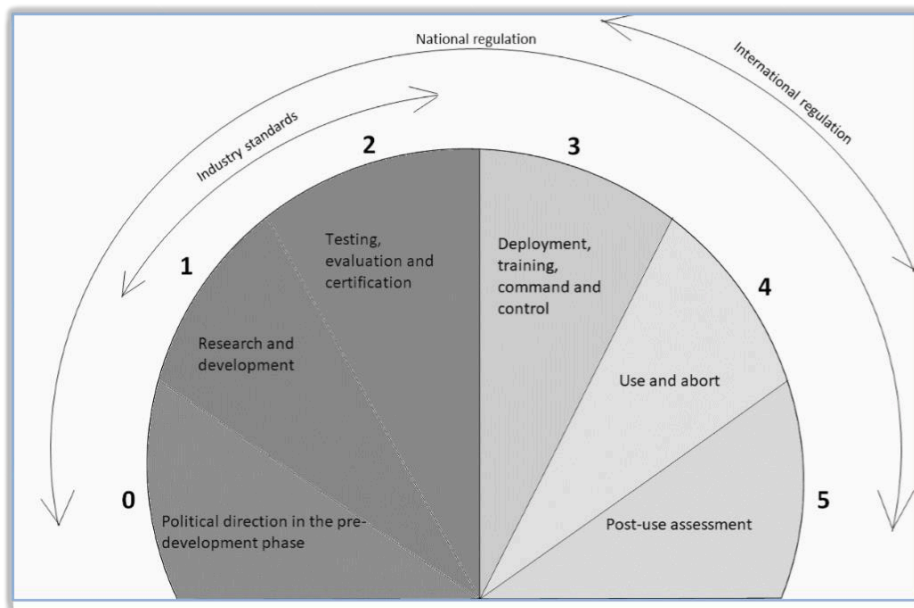 National regulation
International regulation
Industry standards
2
3
Testing,
evaluation and
certification
Deployment,
training,
command and
control
1
4
Research and
development
Use and abort
0
5
Political direction in the pre-
development phase
Post-use assessment